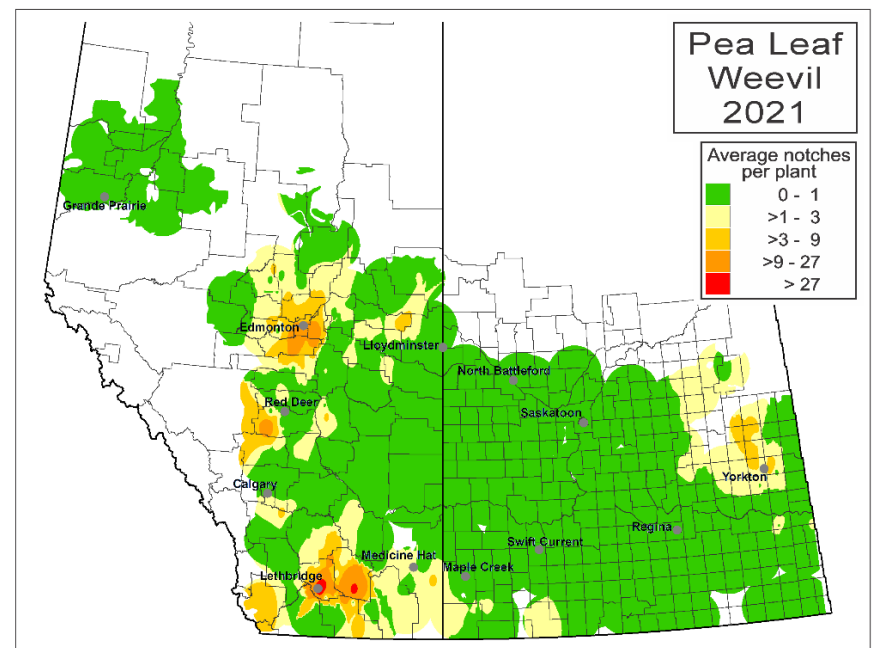 Pea Leaf
Weevil
2021
Average notches
per plant
0 - 1
>1 - 3
>3 - 9
>9 - 27
> 27
Grande Prairie
Edmonton
Lloydminster
North Battleford
Red Deer
Saskatoon
Yorkton
Calgary
Regina
Swift Current
Medicine Hat
Maple Creek
Lethbridge